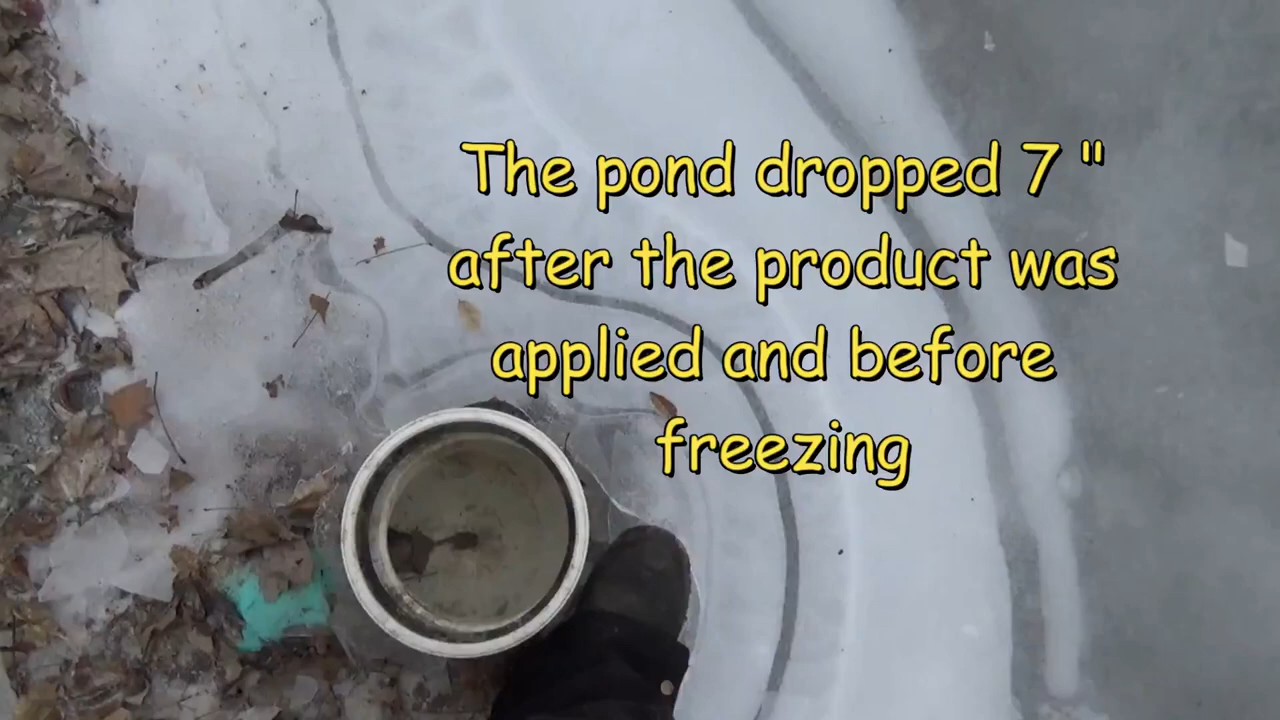 The pond dropped 7 "
after the product was
applied and before
freezing